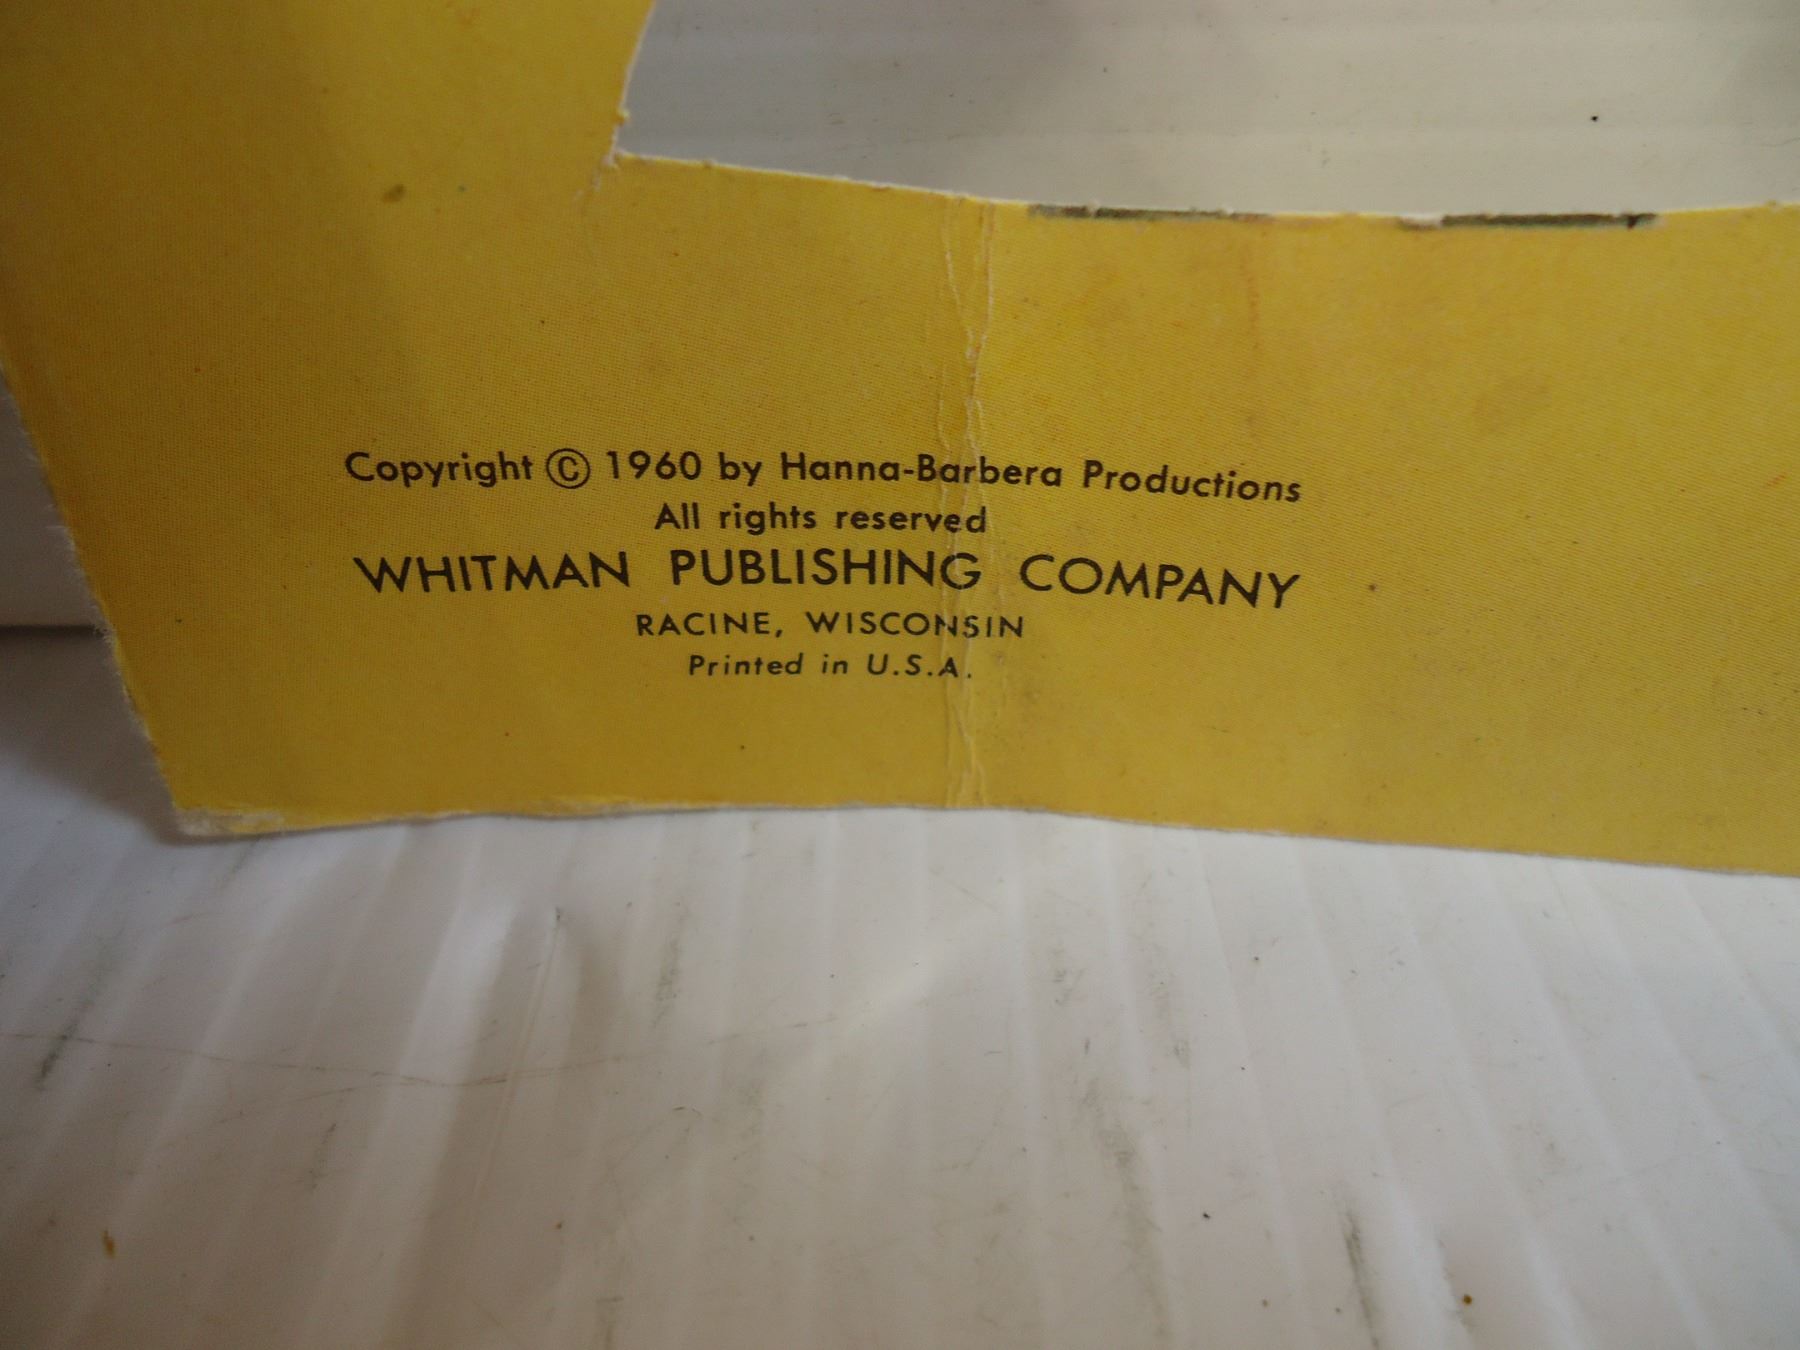 Copyright © 1960 by Hanna-Barbera Productions
All rights reserved
WHITMAN PUBLISHING COMPANY
RACINE, WISCONSIN
Printed in U.S.A.